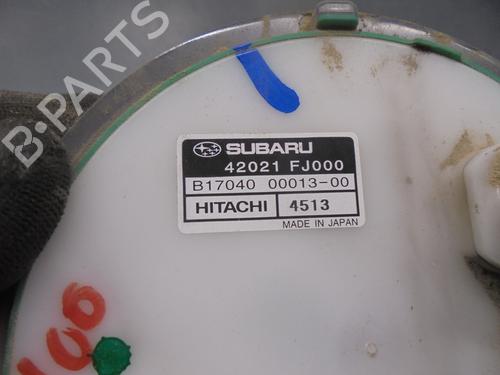 B-PARTS
SUBARU
42021 FJ000
B17040 00013-00
HITACHI 4513
MADE IN JAPAN